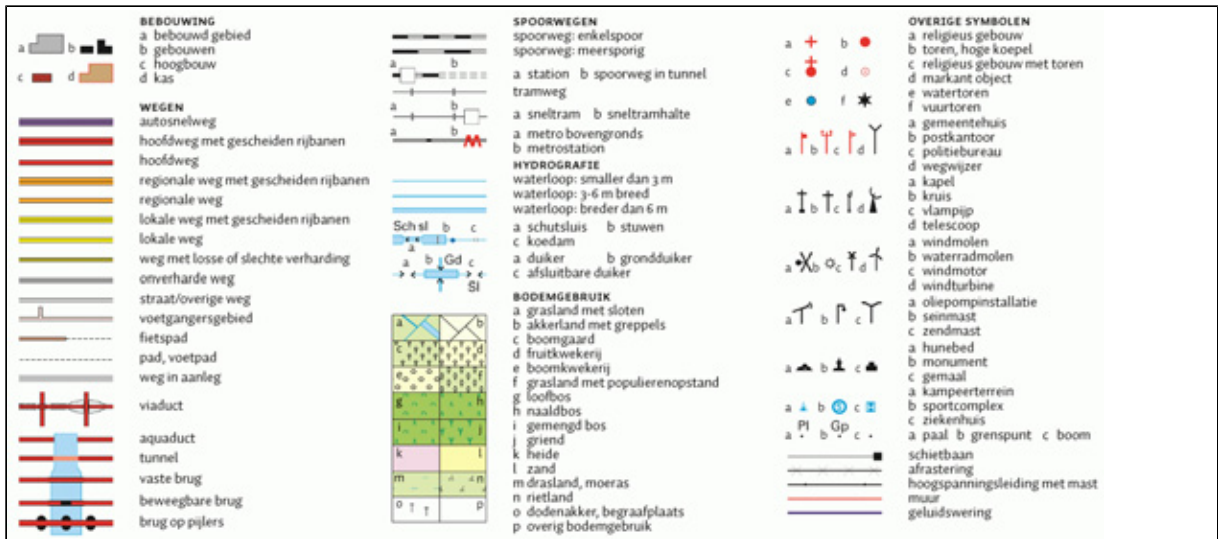 BEBOUWING
a bebouwd gebied
b gebouwen
c hoogbouw
d kas
a b
c d
WEGEN
autosnelweg
hoofdweg met gescheiden rijbanen
hoofdweg
regionale weg met gescheiden rijbanen
regionale weg
lokale weg met gescheiden rijbanen
lokale weg
weg met losse of slechte verharding
onverharde weg
straat/overige weg
voetgangersgebied
fietspad
pad, voetpad
weg in aanleg
viaduct
aquaduct
tunnel
vaste brug
beweegbare brug
brug op pijlers
SPOORWEGEN
spoorweg: enkelspoor
spoorweg: meersporig
a b
a station b spoorweg in tunnel
tramweg
a b
a sneltram b sneltramhalte
a b
a metro bovengronds
b metrostation
HYDROGRAFIE
waterloop: smaller dan 3 m
waterloop: 3-6 m breed
waterloop: breder dan 6 m
Sch sl b c
a
a schutsluis b stuwen
c koedam
b Gd
a c
Sl
a duiker b grondduiker
c afsluitbare duiker
BODEMGEBRUIK
a b
c d
e f
g h
i j
k l
m n
o p
a grasland met sloten
b akkerland met greppels
c boomgaard
d fruitkwekerij
e boomkwekerij
f grasland met populierenopstand
g loofbos
h naaldbos
i gemengd bos
j griend
k heide
l zand
m drasland, moeras
n rietland
o dodenakker, begraafplaats
p overig bodemgebruik
OVERIGE SYMBOLEN
a b
c d
e f
a religieus gebouw
b toren, hoge koepel
c religieus gebouw met toren
d markant object
e watertoren
f vuurtoren
a b c d
a gemeentehuis
b postkantoor
c politiebureau
d wegwijzer
a b c d
a kapel
b kruis
c vlampijp
d telescoop
a b c d
a windmolen
b waterradmolen
c windmotor
d windturbine
a b c
a oliepompinstallatie
b seinmast
c zendmast
a b c
a hunebed
b monument
c gemaal
a b c
a kampeerterrein
b sportcomplex
c ziekenhuis
Pl Gp
a b c
a paal b grenspunt c boom
schietbaan
afrastering
hoogspanningsleiding met mast
muur
geluidswering